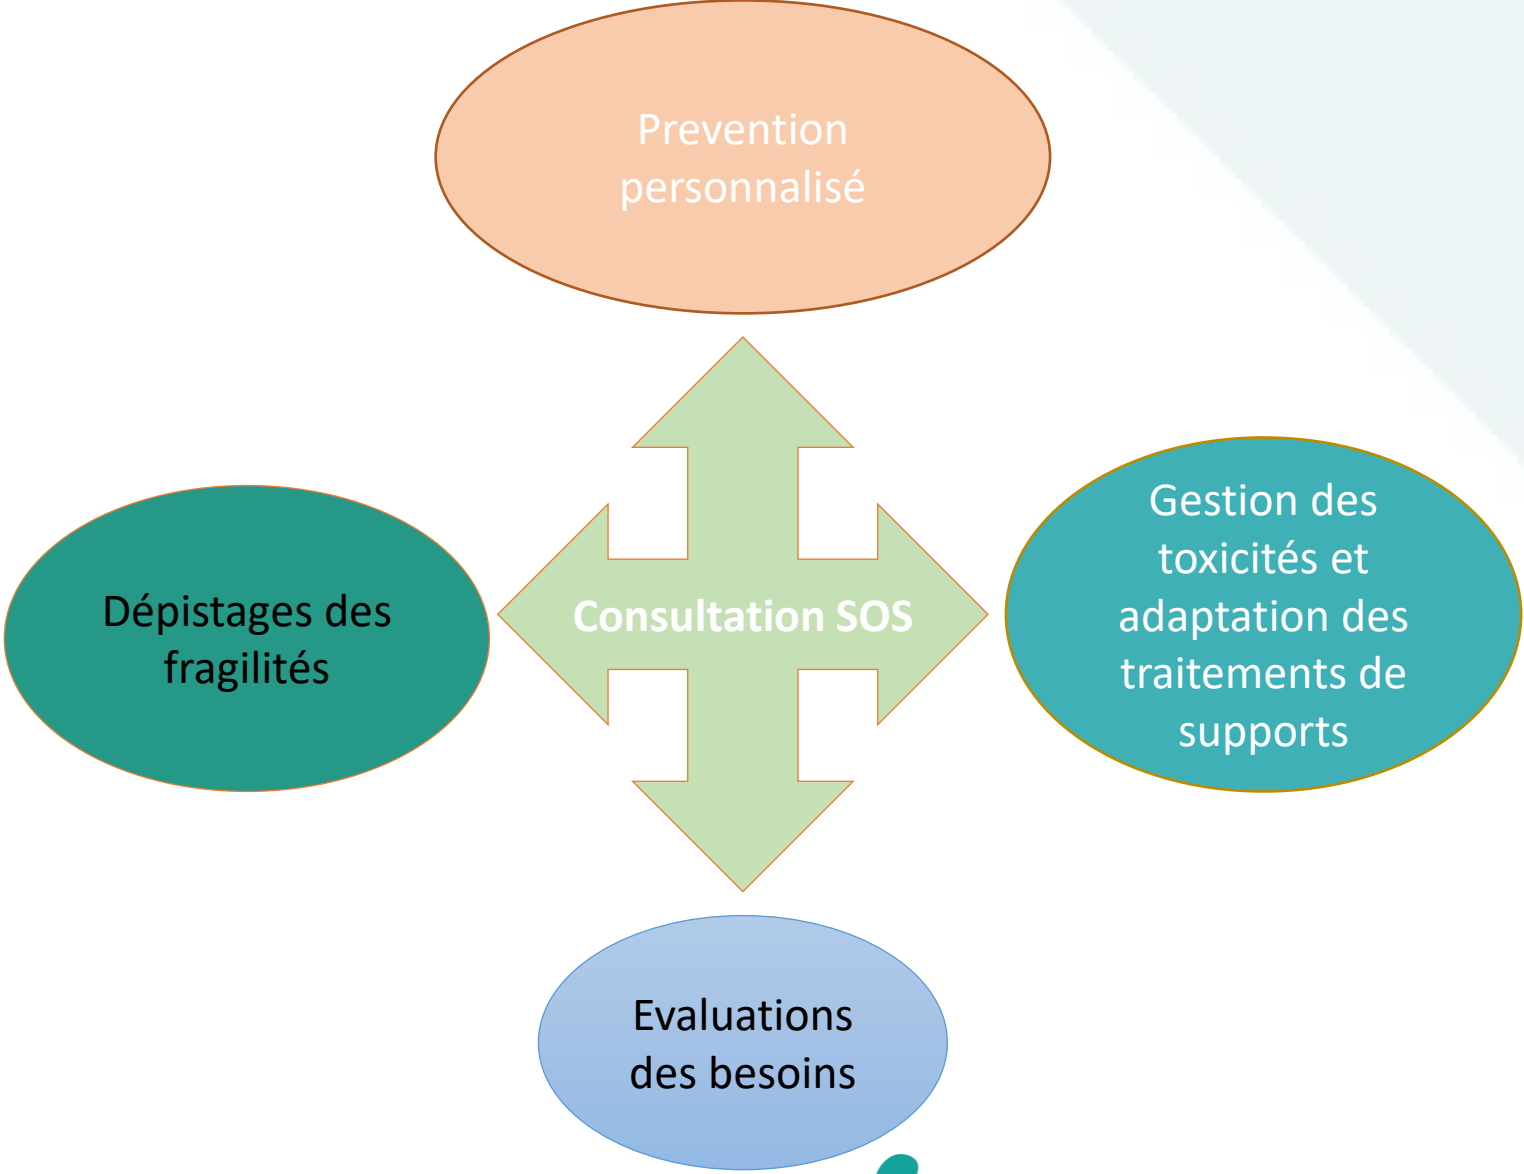 Prevention
personnalisé
Gestion des
toxicités et
adaptation des
traitements de
supports
Dépistages des
fragilités
Consultation SOS
Evaluations
des besoins